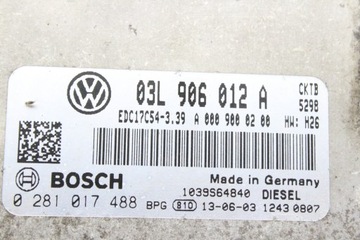 03L 906 012 A
CKTB
5298
EDC17C54-3.39 A 000 900 02 00 HW: H26
BOSCH
Made in Germany
1039S64840 DIESEL
0 281 017 488 BPG B10 13-06-03 1243 0807